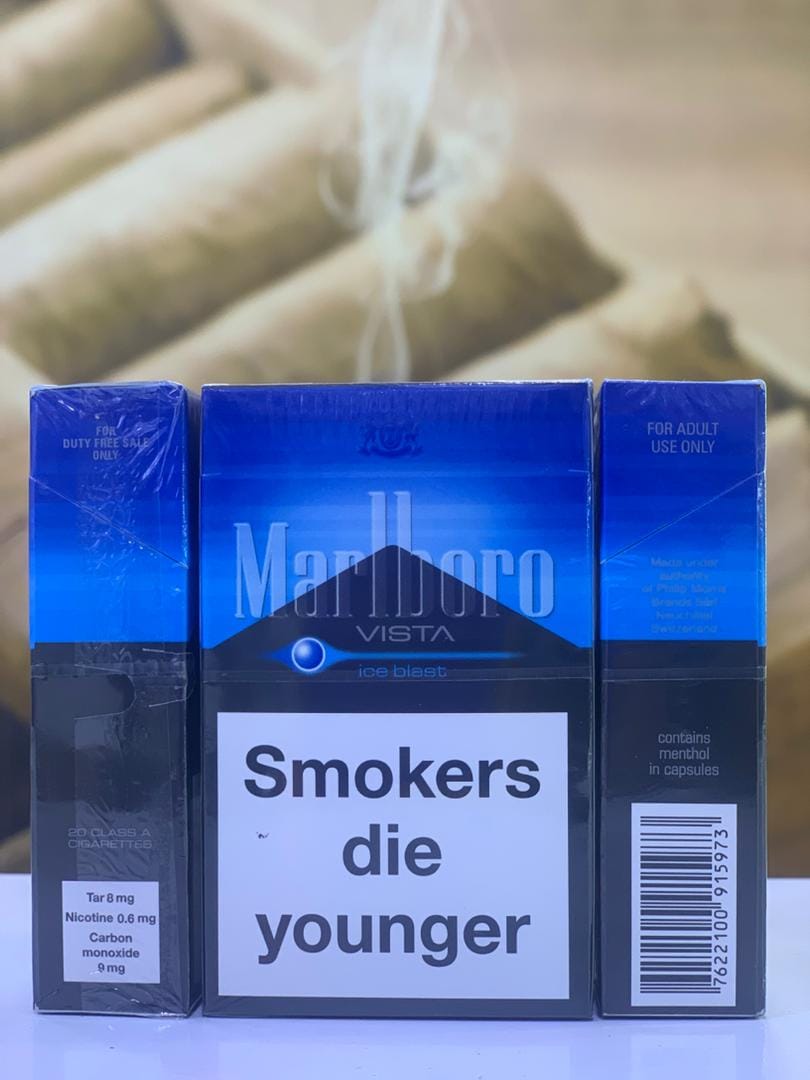 FOR
DUTY FREE SALE
ONLY
20 CLASS A
CIGARETTES
Tar 8 mg
Nicotine 0.6 mg
Carbon
monoxide
9 mg
Marlboro
VISTA
ice blast
Smokers
die
younger
FOR ADULT
USE ONLY
Made under
authority
of Philip Morris
Brands Sàrl
Neuchâtel
Switzerland
contains
menthol
in capsules
7622100 915973